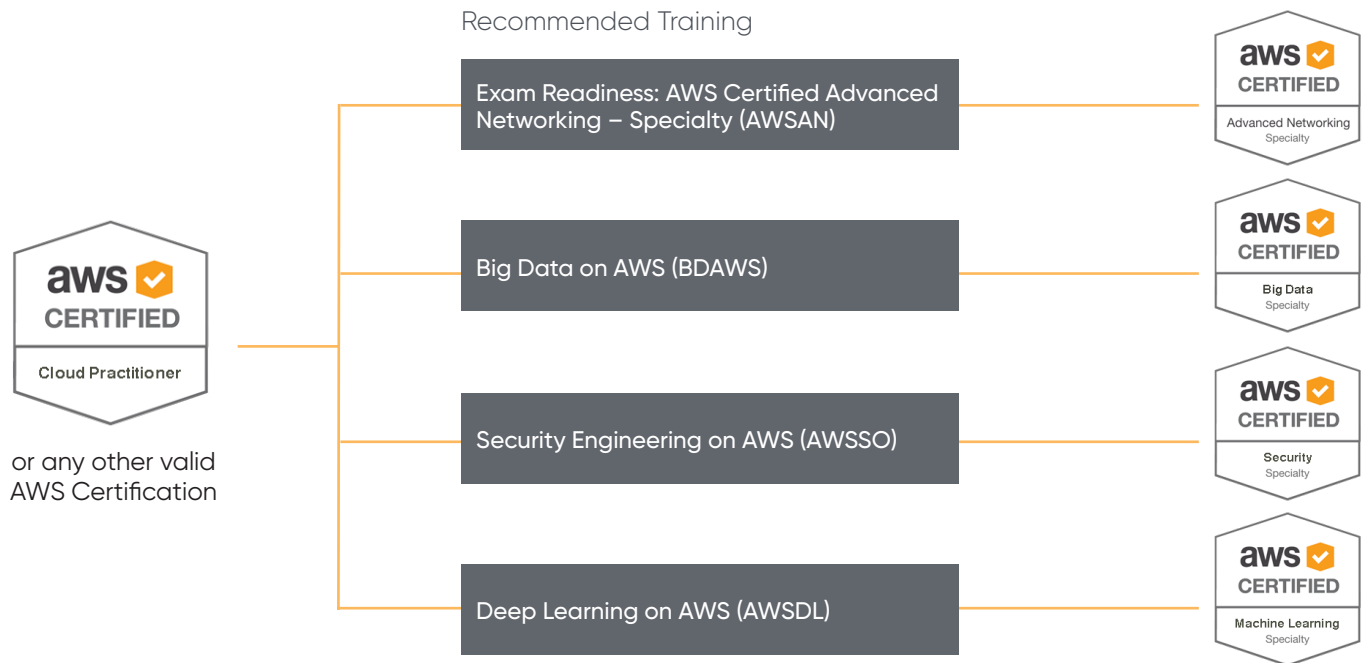 Recommended Training
aws
CERTIFIED
Cloud Practitioner
or any other valid
AWS Certification
Exam Readiness: AWS Certified Advanced
Networking – Specialty (AWSAN)
aws
CERTIFIED
Advanced Networking
Specialty
Big Data on AWS (BDAWS)
aws
CERTIFIED
Big Data
Specialty
Security Engineering on AWS (AWSSO)
aws
CERTIFIED
Security
Specialty
Deep Learning on AWS (AWSDL)
aws
CERTIFIED
Machine Learning
Specialty